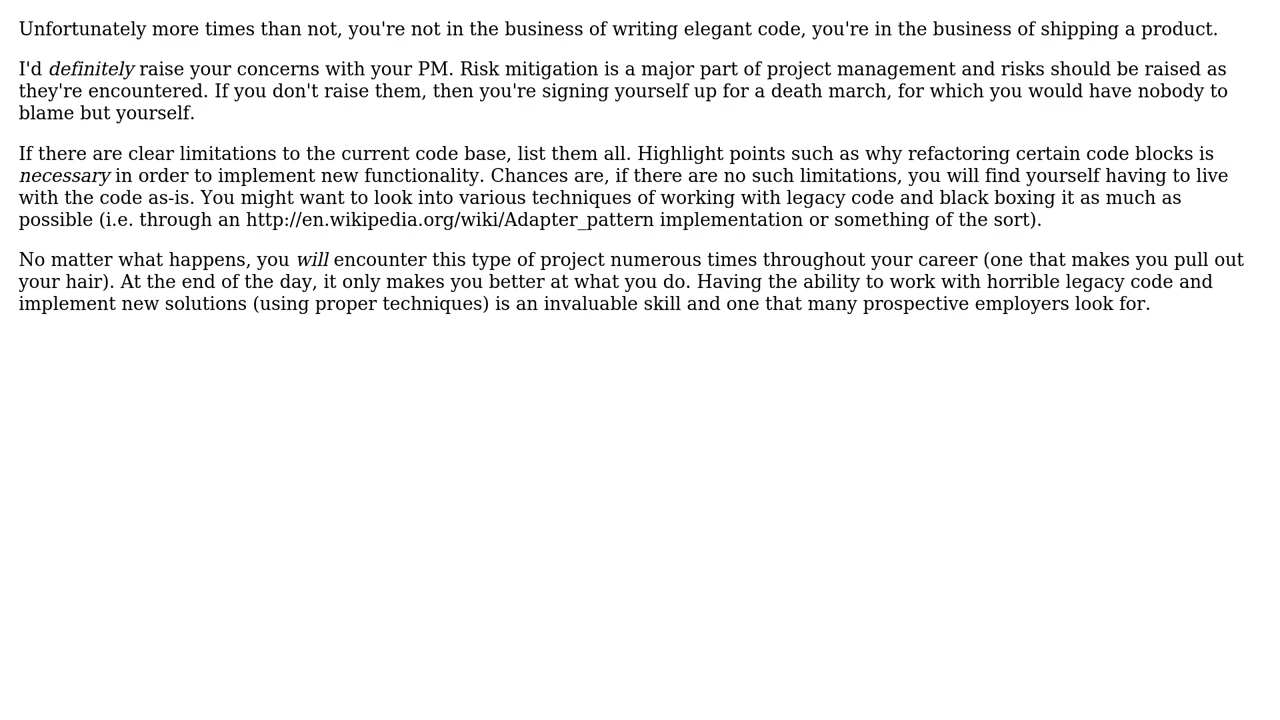 Unfortunately more times than not, you're not in the business of writing elegant code, you're in the business of shipping a product.
I'd definitely raise your concerns with your PM. Risk mitigation is a major part of project management and risks should be raised as
they're encountered. If you don't raise them, then you're signing yourself up for a death march, for which you would have nobody to
blame but yourself.
If there are clear limitations to the current code base, list them all. Highlight points such as why refactoring certain code blocks is
necessary in order to implement new functionality. Chances are, if there are no such limitations, you will find yourself having to live
with the code as-is. You might want to look into various techniques of working with legacy code and black boxing it as much as
possible (i.e. through an http://en.wikipedia.org/wiki/Adapter_pattern implementation or something of the sort).
No matter what happens, you will encounter this type of project numerous times throughout your career (one that makes you pull out
your hair). At the end of the day, it only makes you better at what you do. Having the ability to work with horrible legacy code and
implement new solutions (using proper techniques) is an invaluable skill and one that many prospective employers look for.